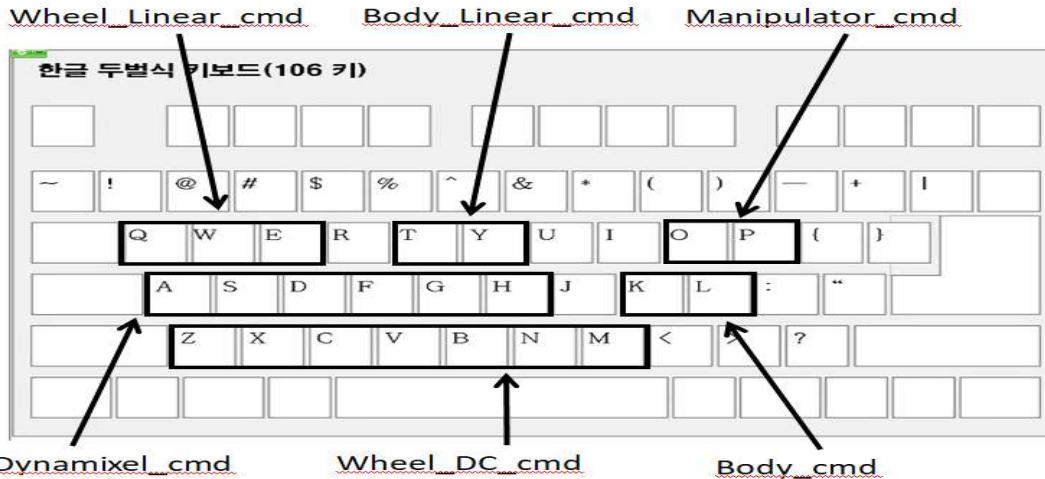 Wheel_Linear_cmd Body_Linear_cmd Manipulator_cmd
한글 두벌식 키보드(106 키)
~ ! @ # $ % ^ & * ( ) — + |
Q W E R T Y U I O P { }
A S D F G H J K L : “
Z X C V B N M < > ?
Dynamixel_cmd Wheel_DC_cmd Body_cmd